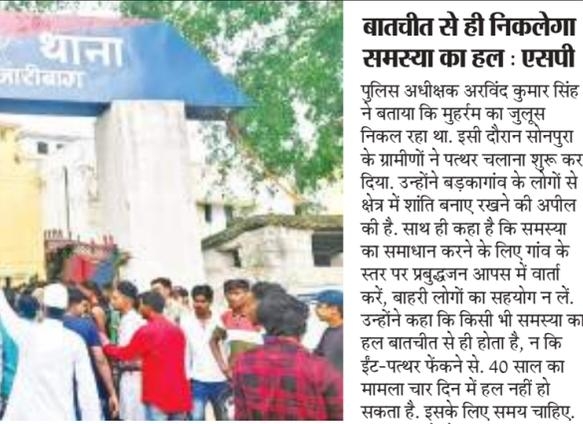 थाना
जारीबाग
बातचीत से ही निकलेगा
समस्या का हल : एसपी
पुलिस अधीक्षक अरविंद कुमार सिंह
ने बताया कि मुहर्रम का जुलूस
निकल रहा था. इसी दौरान सोनपुरा
के ग्रामीणों ने पत्थर चलाना शुरू कर
दिया. उन्होंने बड़कागांव के लोगों से
क्षेत्र में शांति बनाए रखने की अपील
की है. साथ ही कहा है कि समस्या
का समाधान करने के लिए गांव के
स्तर पर प्रबुद्धजन आपस में वार्ता
करें, बाहरी लोगों का सहयोग न लें.
उन्होंने कहा कि किसी भी समस्या का
हल बातचीत से ही होता है, न कि
ईंट-पत्थर फेंकने से. 40 साल का
मामला चार दिन में हल नहीं हो
सकता है. इसके लिए समय चाहिए.